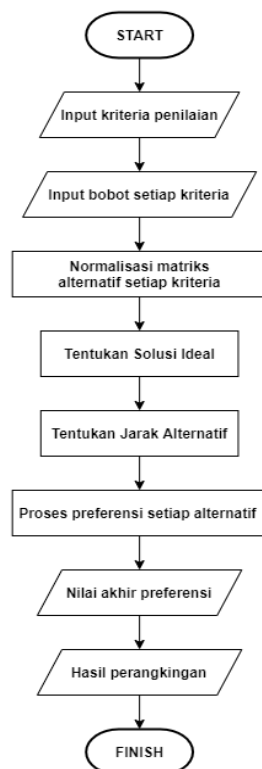 START
Input kriteria penilaian
Input bobot setiap kriteria
Normalisasi matriks
alternatif setiap kriteria
Tentukan Solusi Ideal
Tentukan Jarak Alternatif
Proses preferensi setiap alternatif
Nilai akhir preferensi
Hasil perangkingan
FINISH